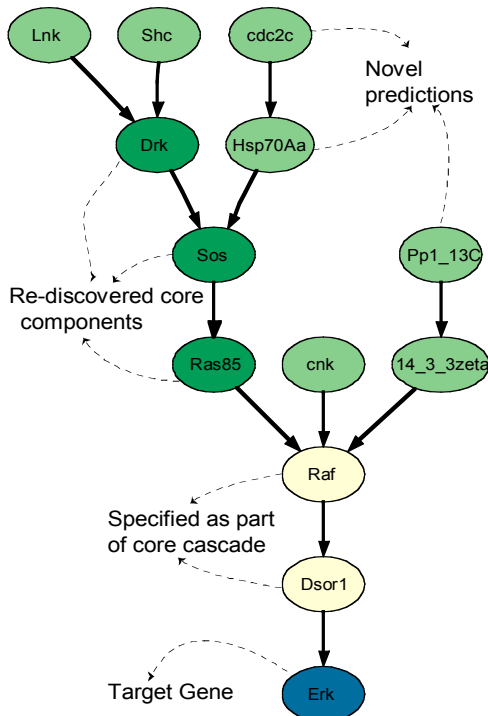 Lnk
Shc
cdc2c
Novel
predictions
Drk
Hsp70Aa
Sos
Pp1_13C
Re-discovered core
components
Ras85
cnk
14_3_3zeta
Raf
Specified as part
of core cascade
Dsor1
Target Gene
Erk